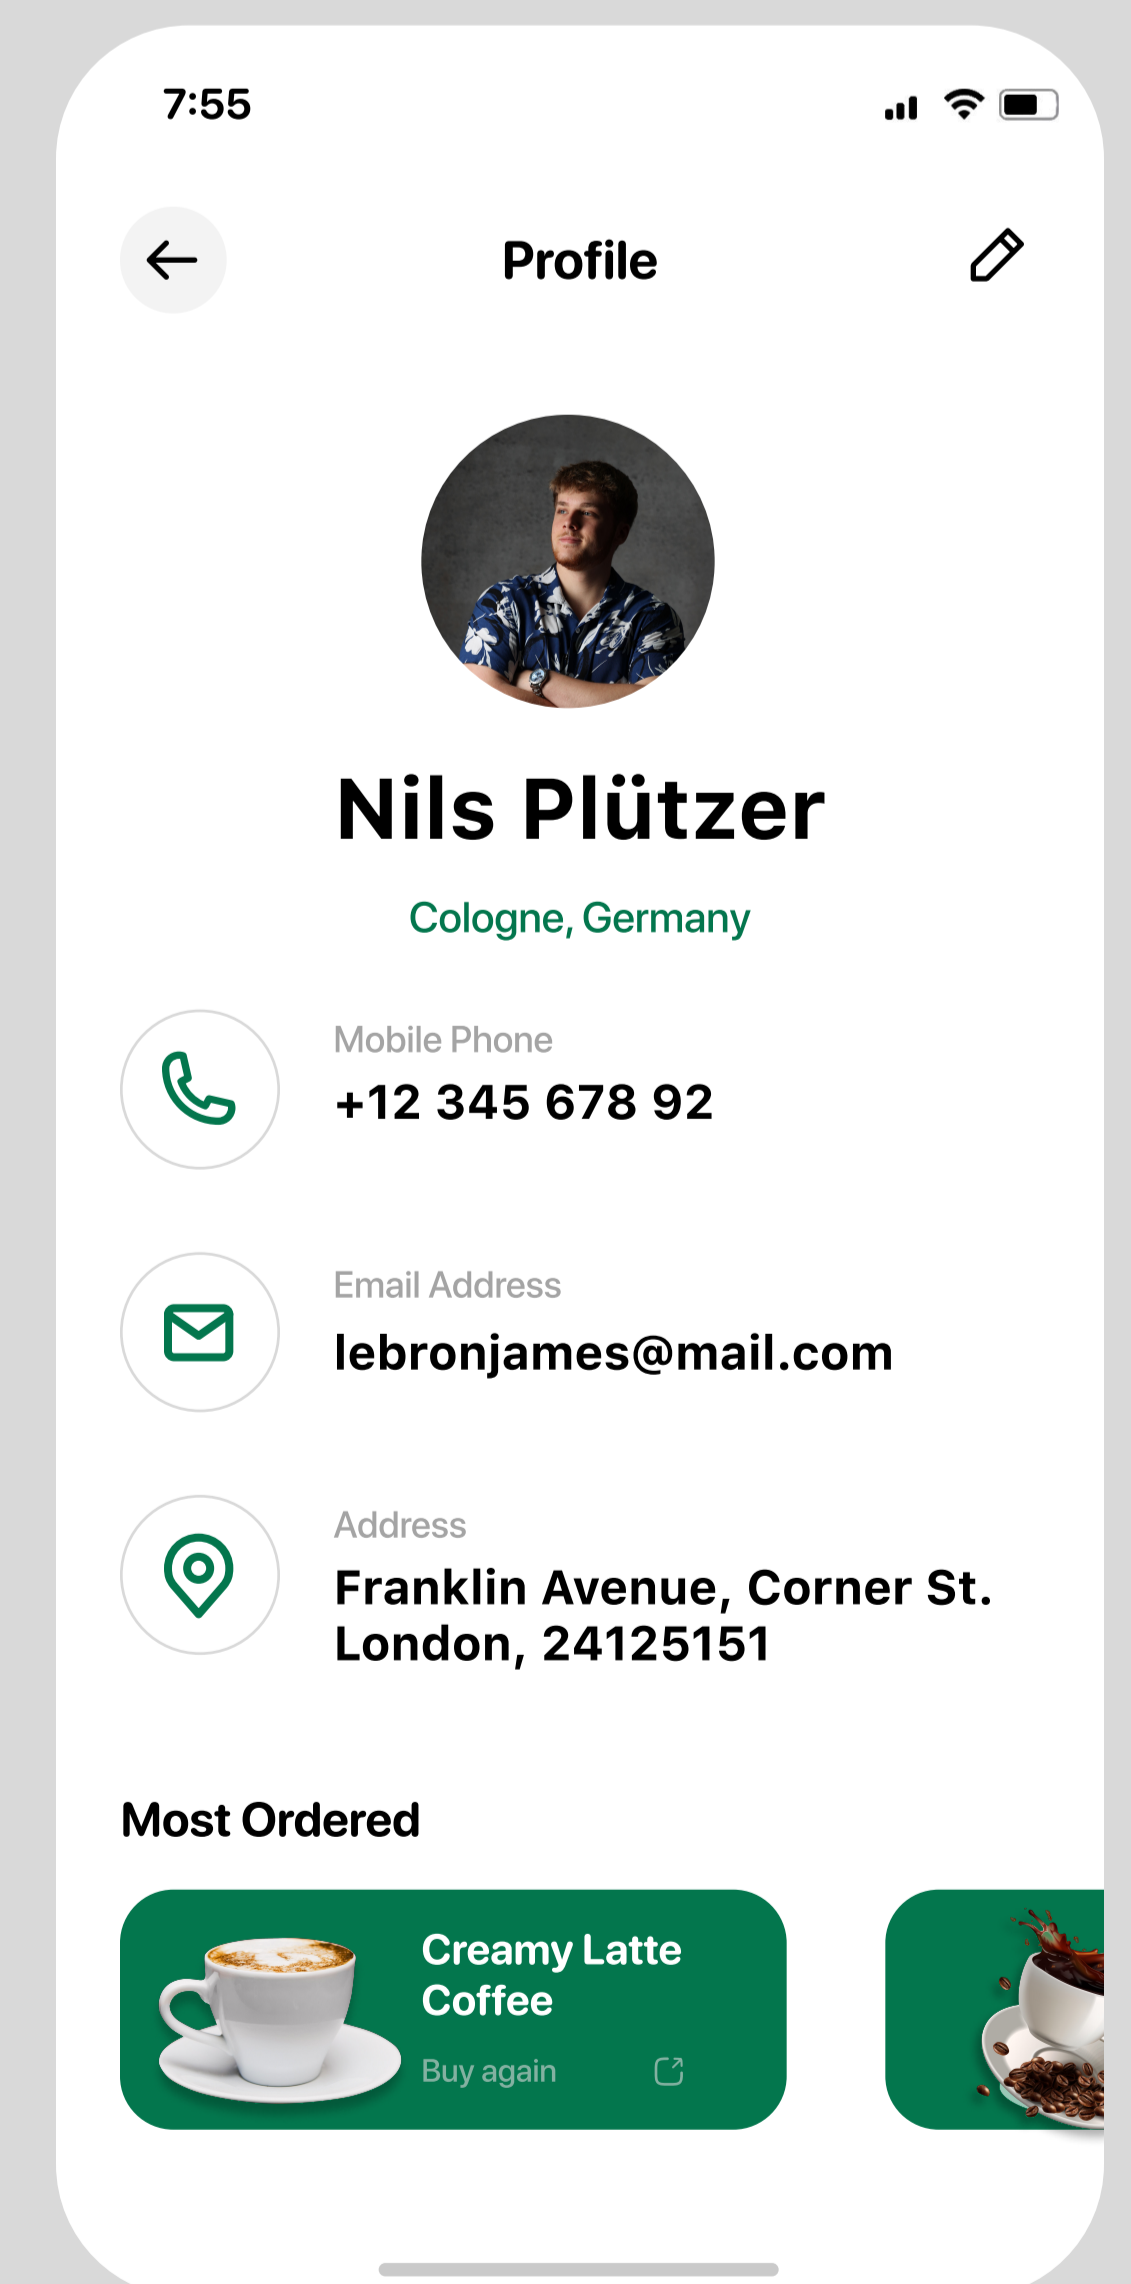 7:55
Profile
Nils Plützer
Cologne, Germany
Mobile Phone
+12 345 678 92
Email Address
lebronjames@mail.com
Address
Franklin Avenue, Corner St.
London, 24125151
Most Ordered
Creamy Latte
Coffee
Buy again